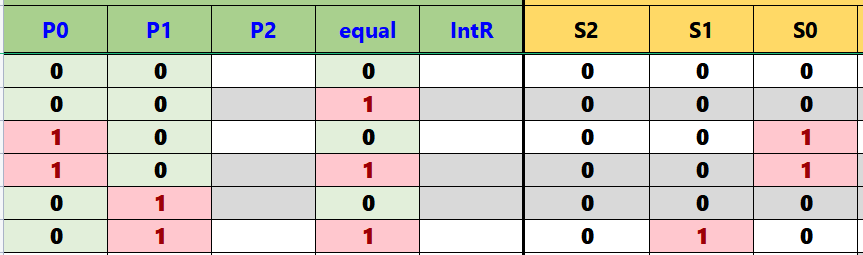 P0 P1 P2 equal IntR S2 S1 S0
0 0 0 0 0 0
0 0 1 0 0 0
1 0 0 0 0 1
1 0 1 0 0 1
0 1 0 0 0 0
0 1 1 0 1 0